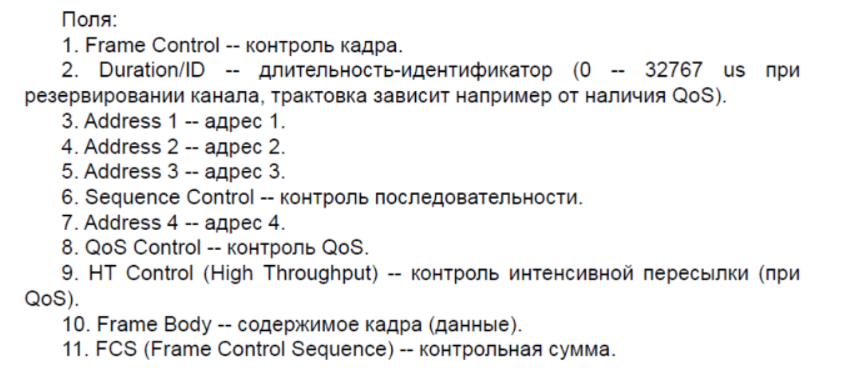 Поля:
1. Frame Control -- контроль кадра.
2. Duration/ID -- длительность-идентификатор (0 -- 32767 us при
резервировании канала, трактовка зависит например от наличия QoS).
3. Address 1 -- адрес 1.
4. Address 2 -- адрес 2.
5. Address 3 -- адрес 3.
6. Sequence Control -- контроль последовательности.
7. Address 4 -- адрес 4.
8. QoS Control -- контроль QoS.
9. HT Control (High Throughput) -- контроль интенсивной пересылки (при
QoS).
10. Frame Body -- содержимое кадра (данные).
11. FCS (Frame Control Sequence) -- контрольная сумма.